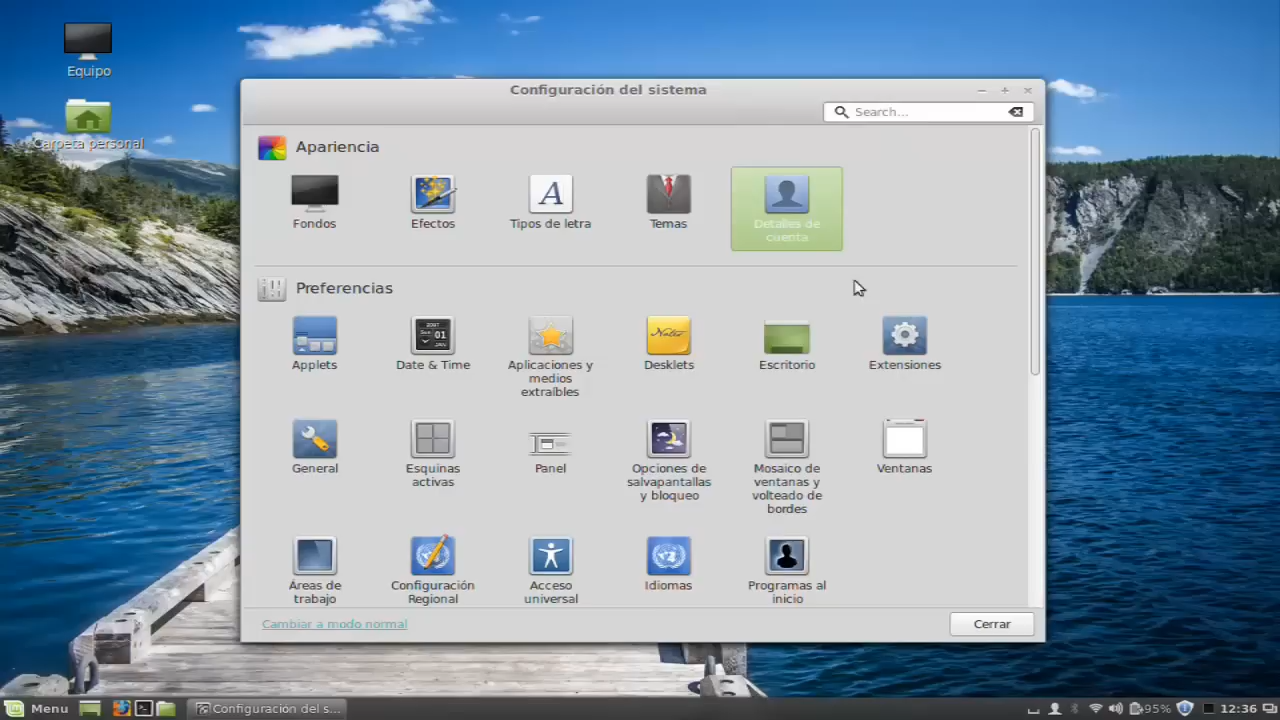 Equipo
Carpeta personal
Configuración del sistema
Search...
Apariencia
Fondos
Efectos
Tipos de letra
Temas
Detalles de
cuenta
Preferencias
Applets
Date & Time
Aplicaciones y
medios
extraíbles
Desklets
Escritorio
Extensiones
General
Esquinas
activas
Panel
Opciones de
salvapantallas
y bloqueo
Mosaico de
ventanas y
volteado de
bordes
Ventanas
Áreas de
trabajo
Configuración
Regional
Acceso
universal
Idiomas
Programas al
inicio
Cambiar a modo normal
Cerrar
Menu
Configuración del s...
95%
12:36